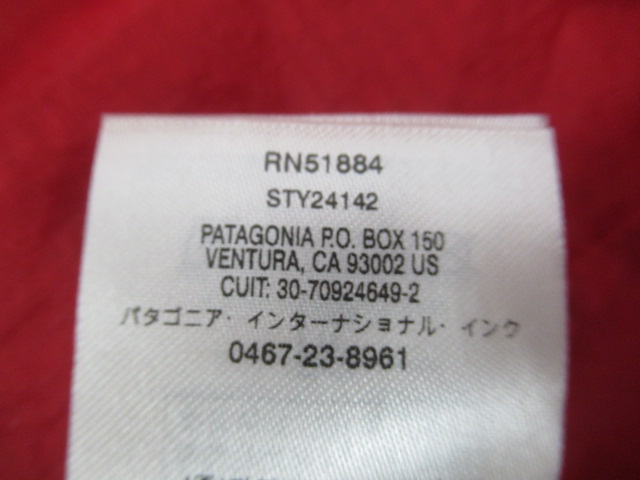 RN51884
STY24142
PATAGONIA P.O. BOX 150
VENTURA, CA 93002 US
CUIT: 30-70924649-2
パタゴニア・インターナショナル・インク
0467-23-8961